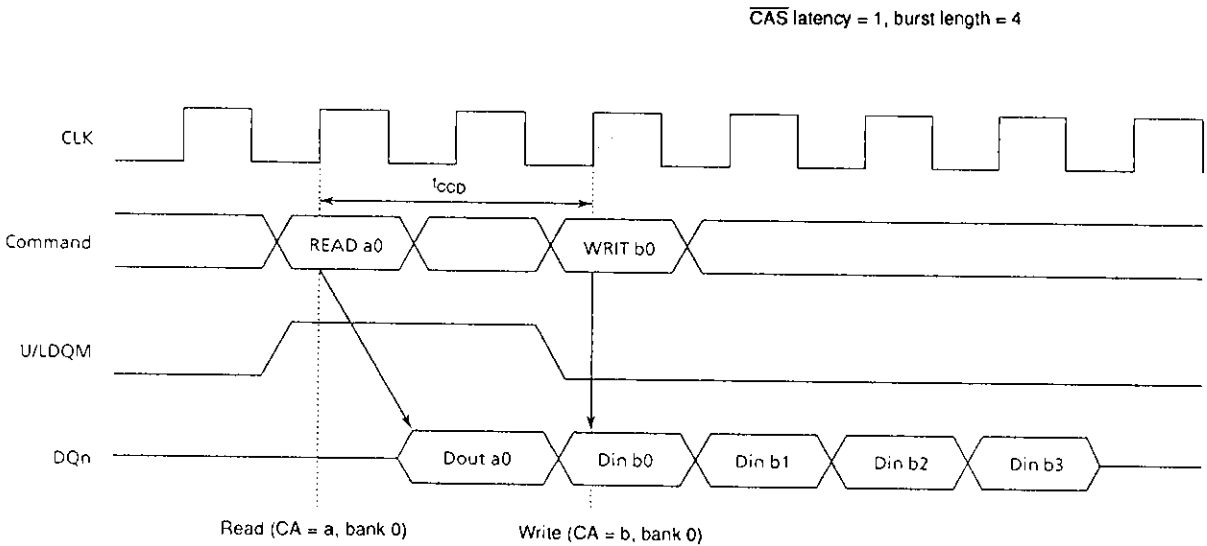 CAS latency = 1, burst length = 4
CLK
tCCD
Command
READ a0
WRIT b0
U/LDQM
DQn
Dout a0
Din b0
Din b1
Din b2
Din b3
Read (CA = a, bank 0)
Write (CA = b, bank 0)